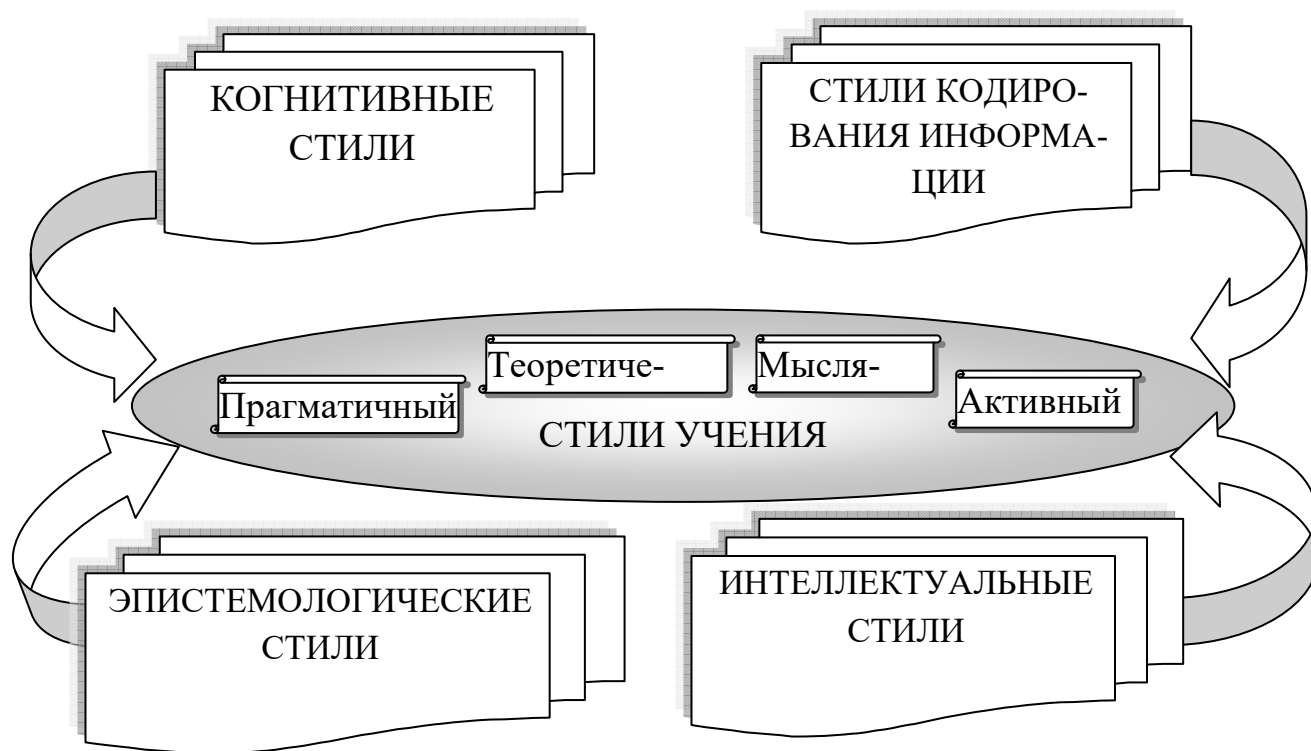 КОГНИТИВНЫЕ
СТИЛИ
СТИЛИ КОДИРО-
ВАНИЯ ИНФОРМА-
ЦИИ
Прагматичный
Теоретиче-
Мысля-
Активный
СТИЛИ УЧЕНИЯ
ЭПИСТЕМОЛОГИЧЕСКИЕ
СТИЛИ
ИНТЕЛЛЕКТУАЛЬНЫЕ
СТИЛИ